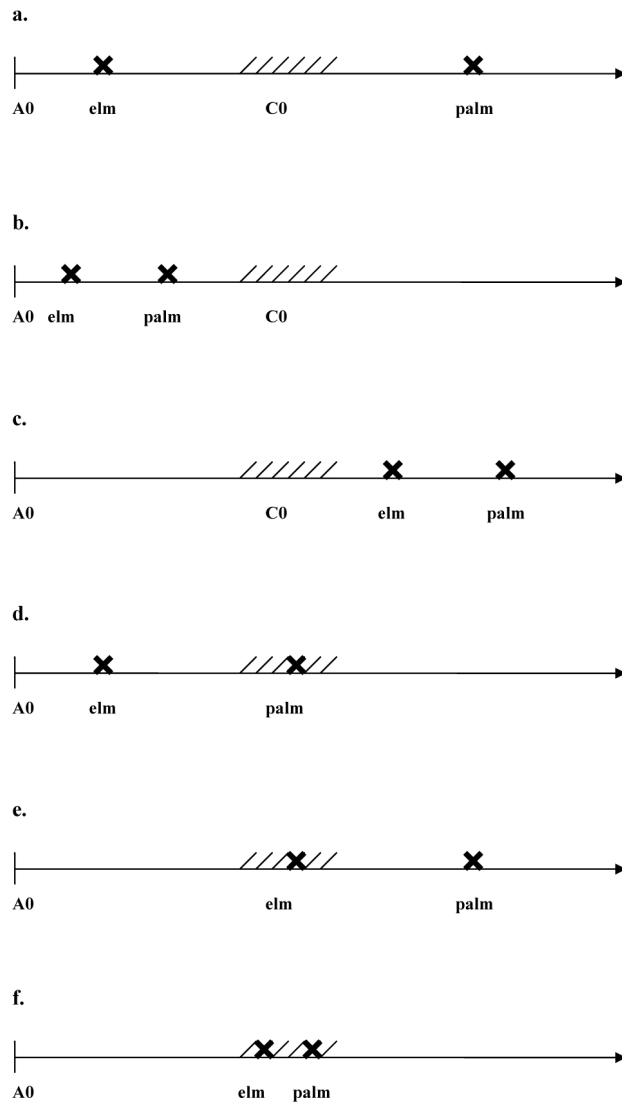 a.
A0 elm C0 palm
b.
A0 elm palm C0
c.
A0 C0 elm palm
d.
A0 elm palm
e.
A0 elm palm
f.
A0 elm palm